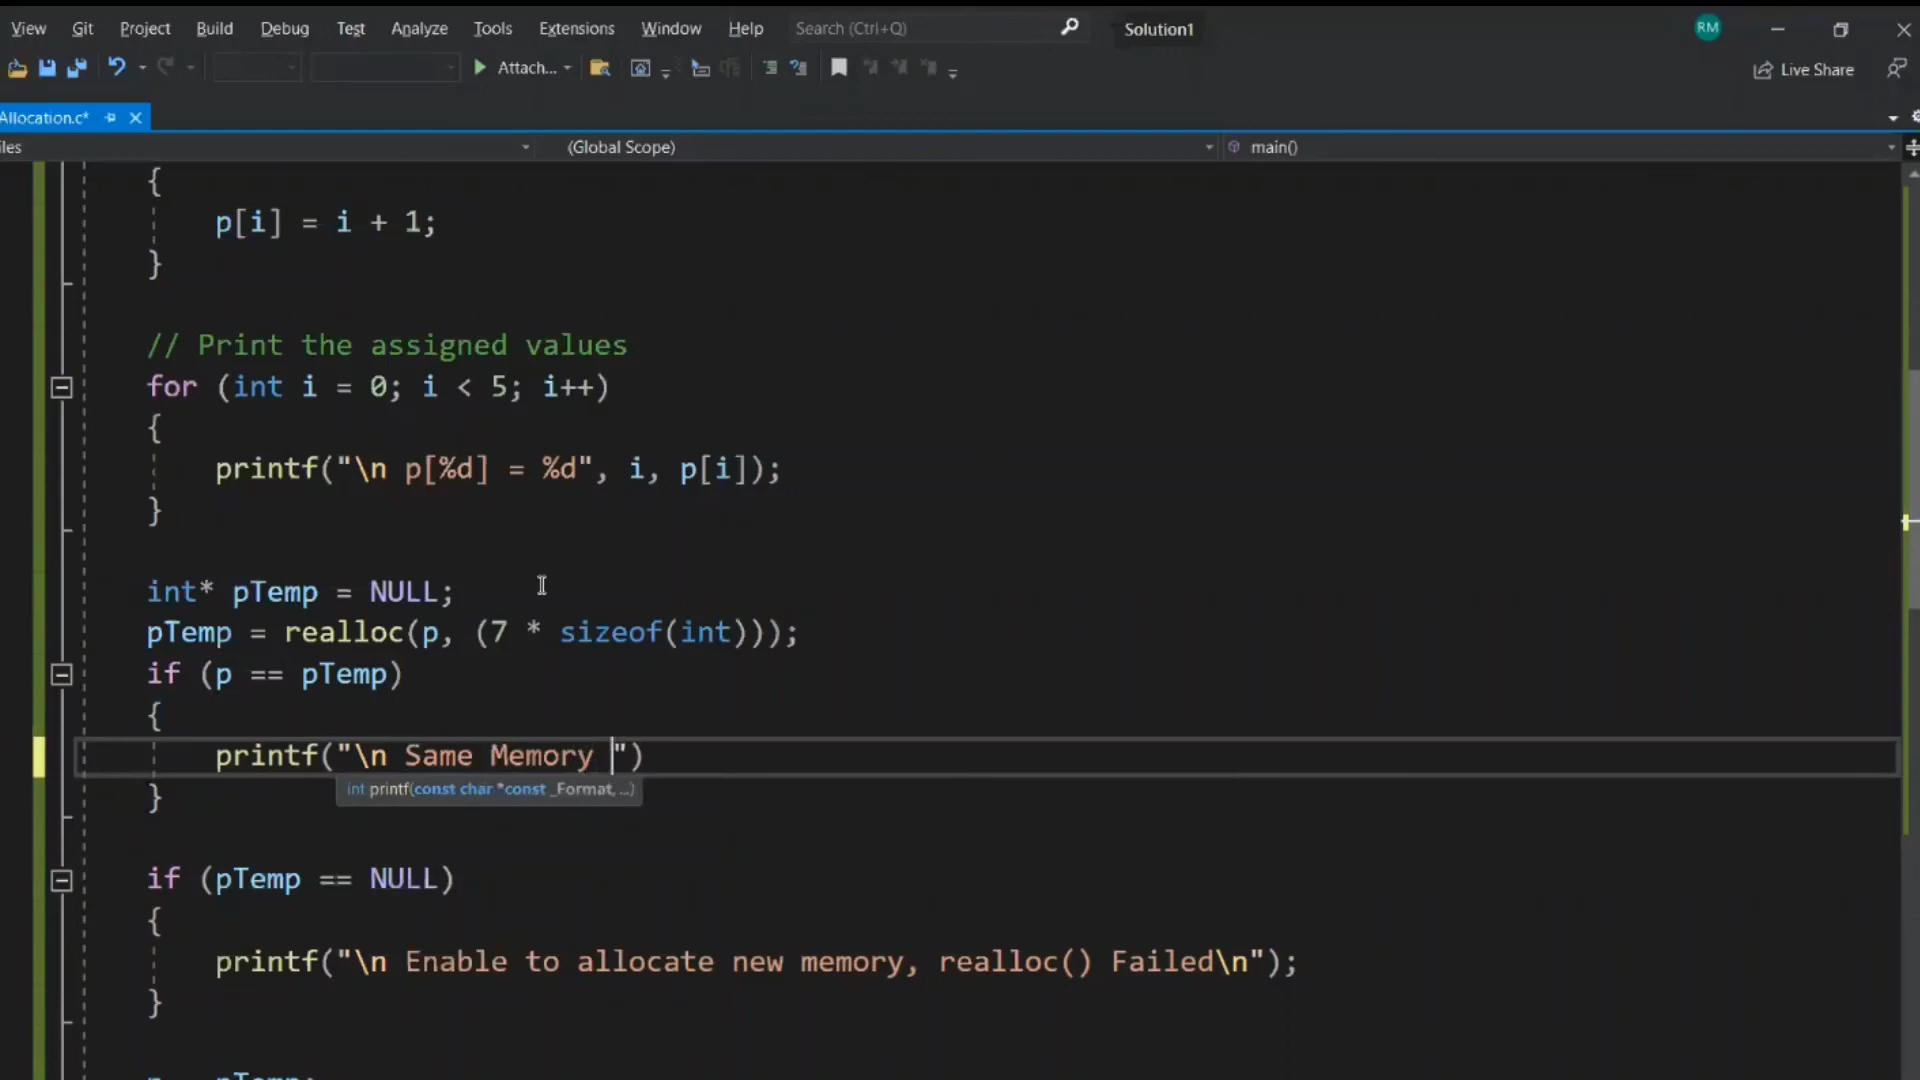 View Git Project Build Debug Test Analyze Tools Extensions Window Help Search (Ctrl+Q) Solution1 RM
Attach... Live Share
Allocation.c*
iles (Global Scope) main()
{
p[i] = i + 1;
}
// Print the assigned values
for (int i = 0; i < 5; i++)
{
printf("\n p[%d] = %d", i, p[i]);
}
int* pTemp = NULL;
pTemp = realloc(p, (7 * sizeof(int)));
if (p == pTemp)
{
printf("\n Same Memory ")
int printf(const char *const _Format, ...)
}
if (pTemp == NULL)
{
printf("\n Enable to allocate new memory, realloc() Failed\n");
}